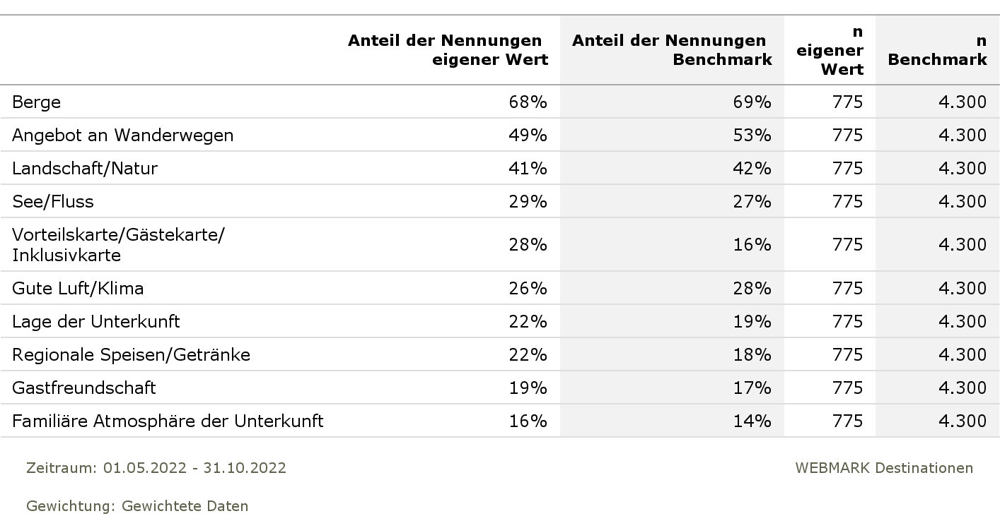 Anteil der Nennungen eigener Wert Anteil der Nennungen Benchmark n eigener Wert n Benchmark
Berge 68% 69% 775 4.300
Angebot an Wanderwegen 49% 53% 775 4.300
Landschaft/Natur 41% 42% 775 4.300
See/Fluss 29% 27% 775 4.300
Vorteilskarte/Gästekarte/
Inklusivkarte 28% 16% 775 4.300
Gute Luft/Klima 26% 28% 775 4.300
Lage der Unterkunft 22% 19% 775 4.300
Regionale Speisen/Getränke 22% 18% 775 4.300
Gastfreundschaft 19% 17% 775 4.300
Familiäre Atmosphäre der Unterkunft 16% 14% 775 4.300
Zeitraum: 01.05.2022 - 31.10.2022 WEBMARK Destinationen
Gewichtung: Gewichtete Daten